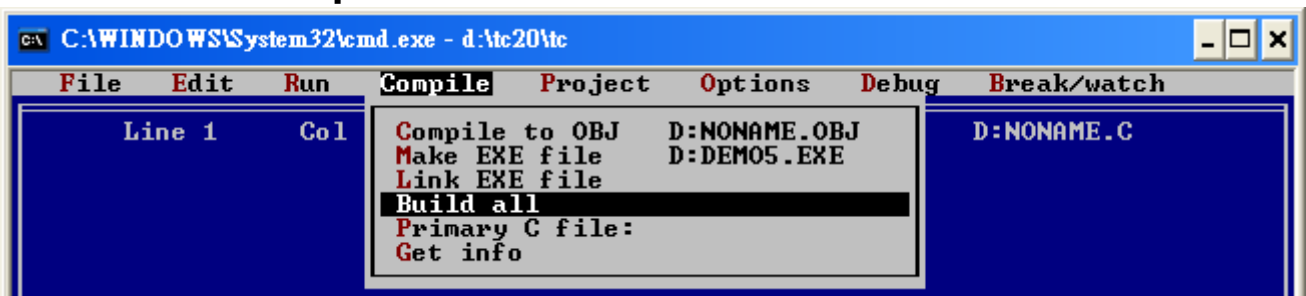 C:\WINDOWS\System32\cmd.exe - d:\tc20\tc
File Edit Run Compile Project Options Debug Break/watch
Line 1 Col D:NONAME.C
Compile to OBJ D:NONAME.OBJ
Make EXE file D:DEMO5.EXE
Link EXE file
Build all
Primary C file:
Get info